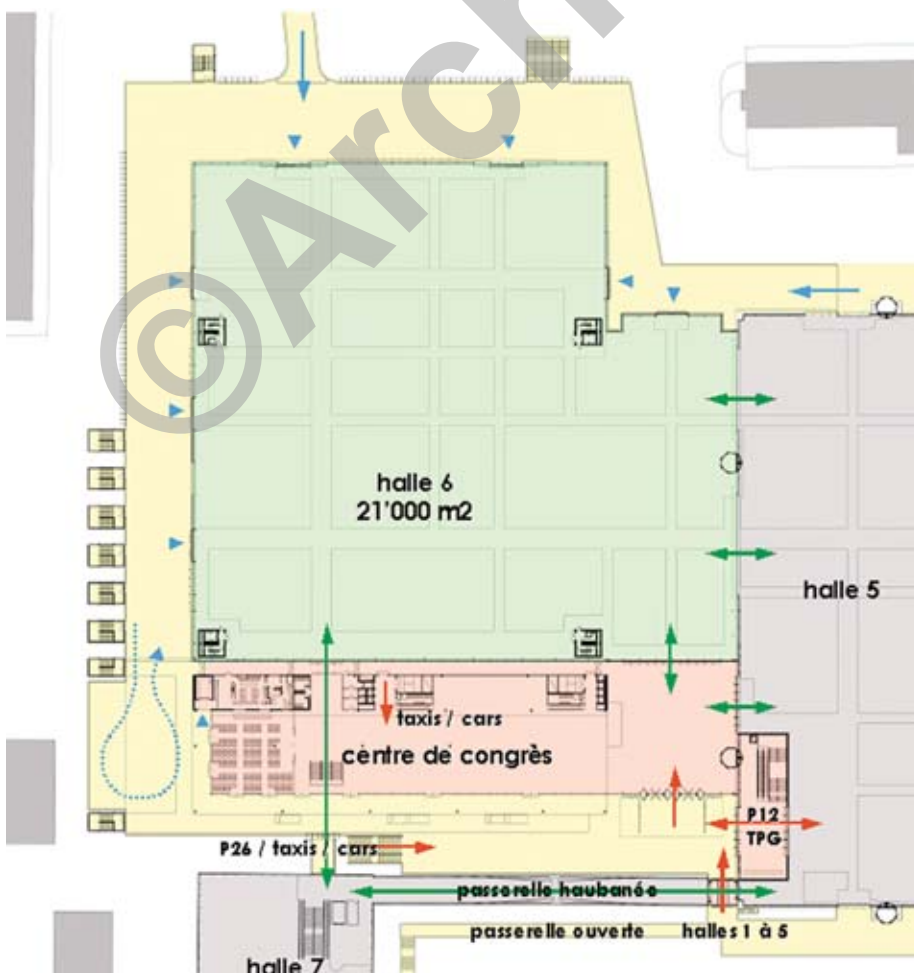 ©Arch
halle 6
21'000 m2
halle 5
taxis / cars
centre de congrès
P12
TPG
P26 / taxis / cars
passerelle haubanée
passerelle ouverte
halles 1 à 5
halle 7